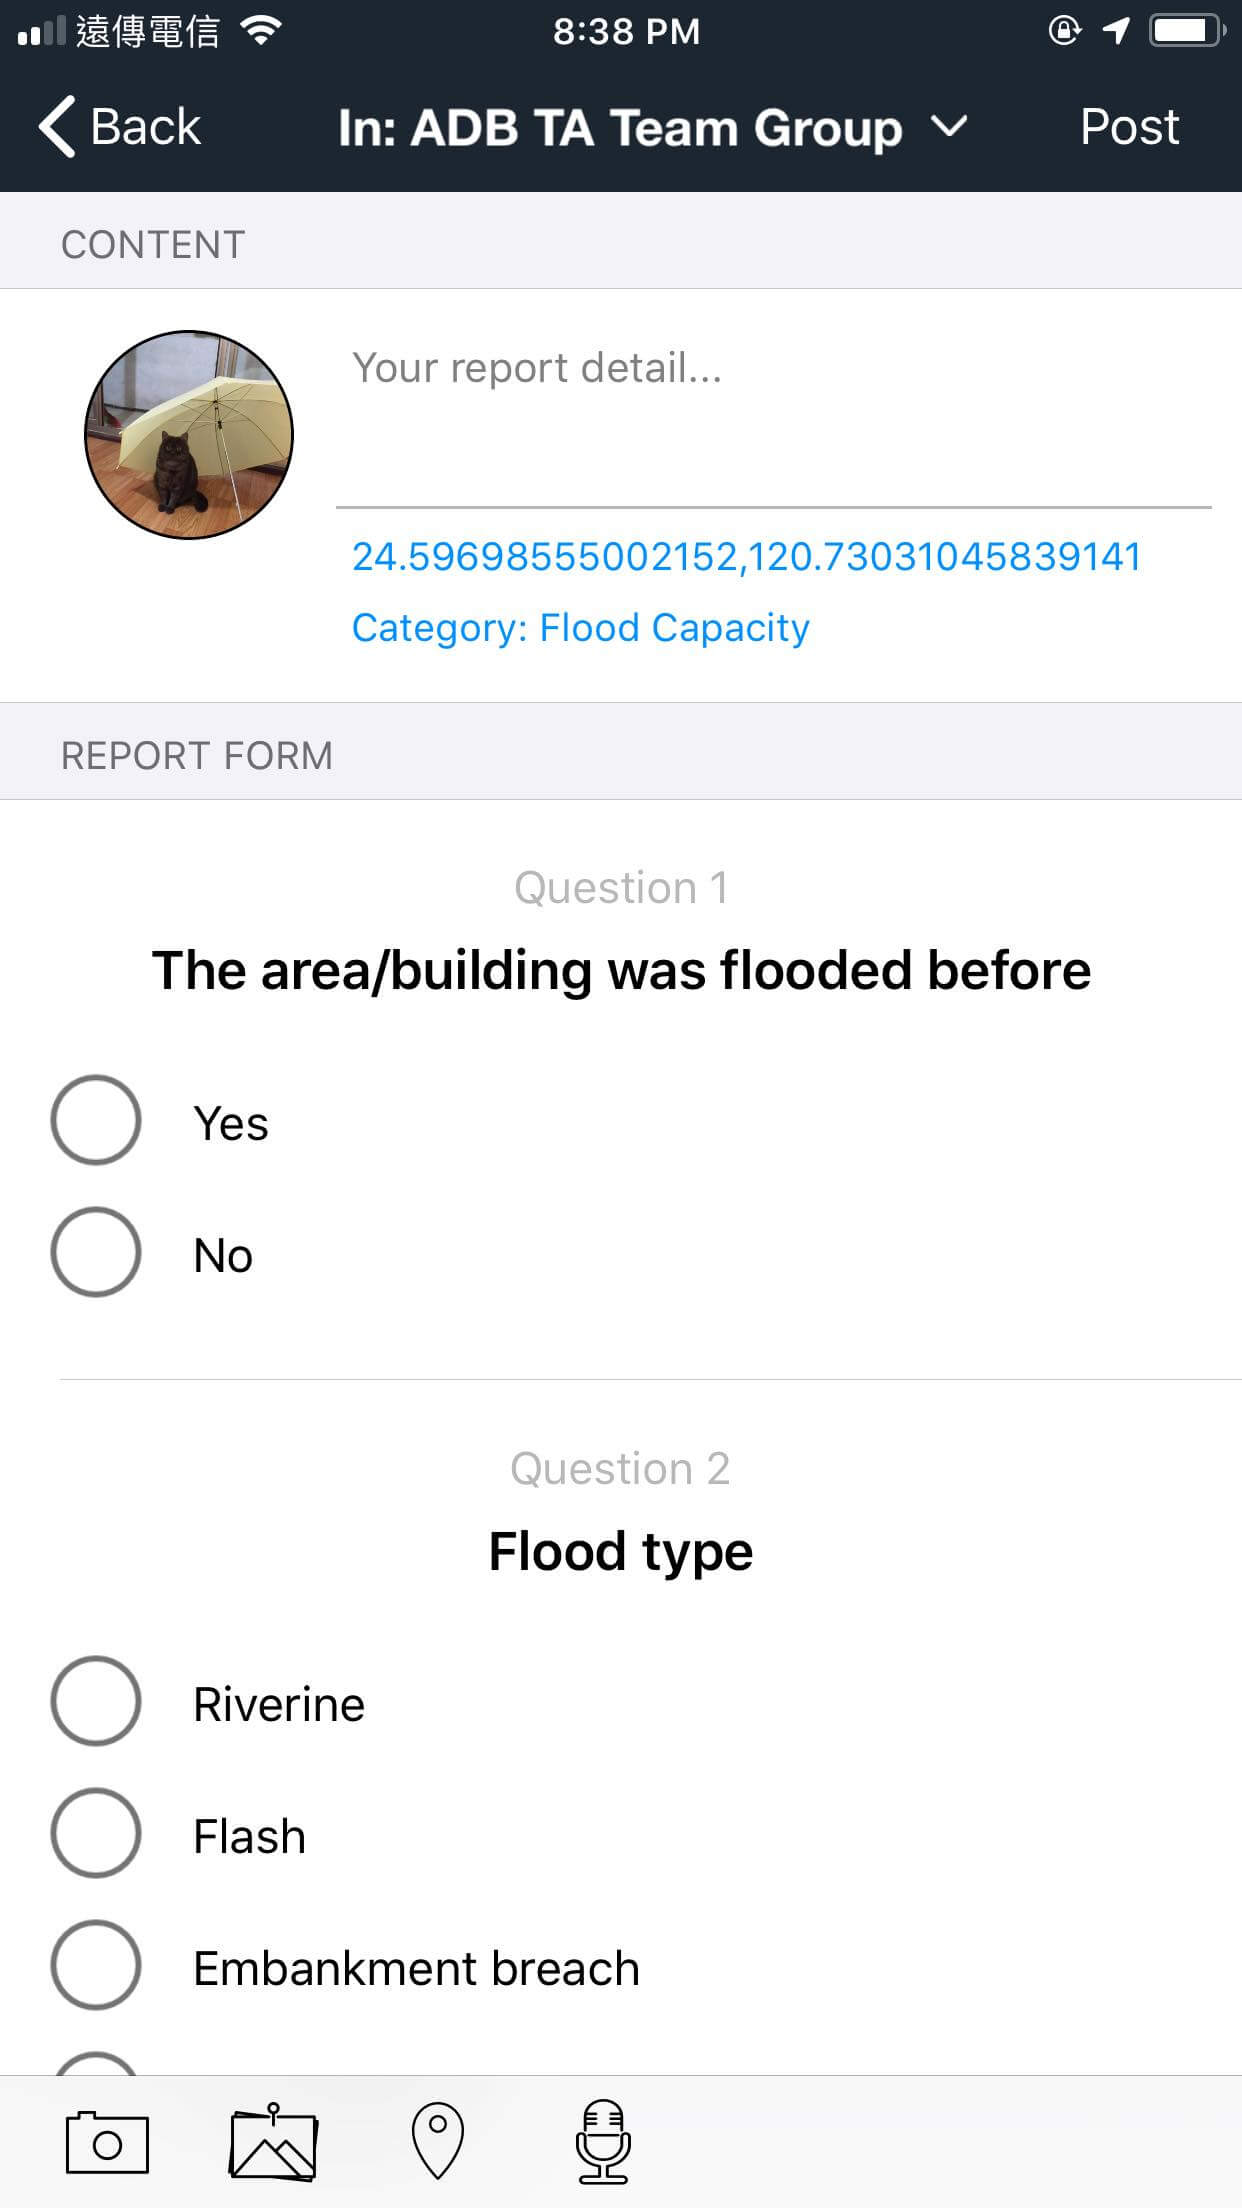 遠傳電信 8:38 PM
Back In: ADB TA Team Group Post
CONTENT
Your report detail...
24.59698555002152,120.73031045839141
Category: Flood Capacity
REPORT FORM
Question 1
The area/building was flooded before
Yes
No
Question 2
Flood type
Riverine
Flash
Embankment breach